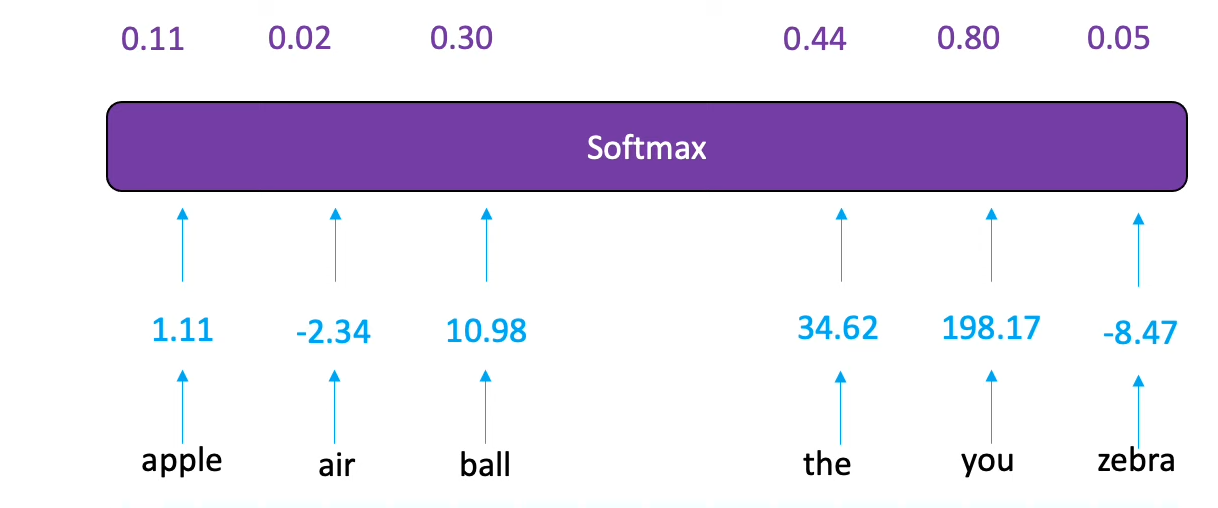 0.11 0.02 0.30 0.44 0.80 0.05
Softmax
1.11 -2.34 10.98 34.62 198.17 -8.47
apple air ball the you zebra